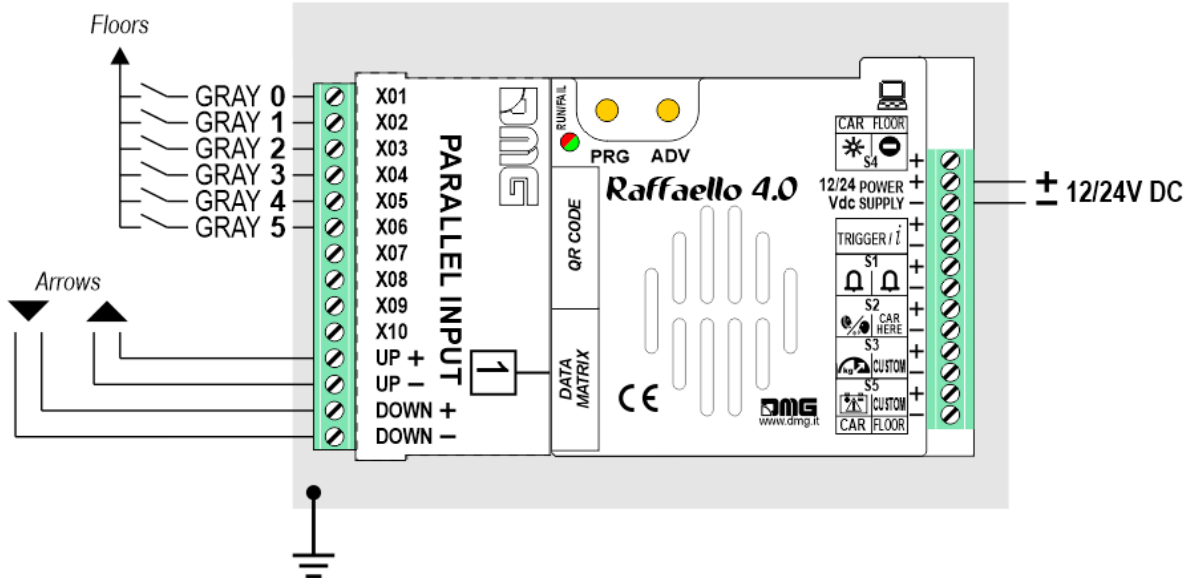 Floors
GRAY 0
GRAY 1
GRAY 2
GRAY 3
GRAY 4
GRAY 5
Arrows
X01
X02
X03
X04
X05
X06
X07
X08
X09
X10
UP +
UP −
DOWN +
DOWN −
PARALLEL INPUT
1
DMG
RUN/FAIL
PRG ADV
QR CODE
DATA
MATRIX
Raffaello 4.0
CE
DMG
www.dmg.it
CAR FLOOR
S4 +
12/24 POWER +
Vdc SUPPLY −
+
TRIGGER / i −
S1 +
−
S2 +
CAR
HERE −
S3 +
kg CUSTOM −
S5 +
CUSTOM −
CAR FLOOR
+
− 12/24V DC